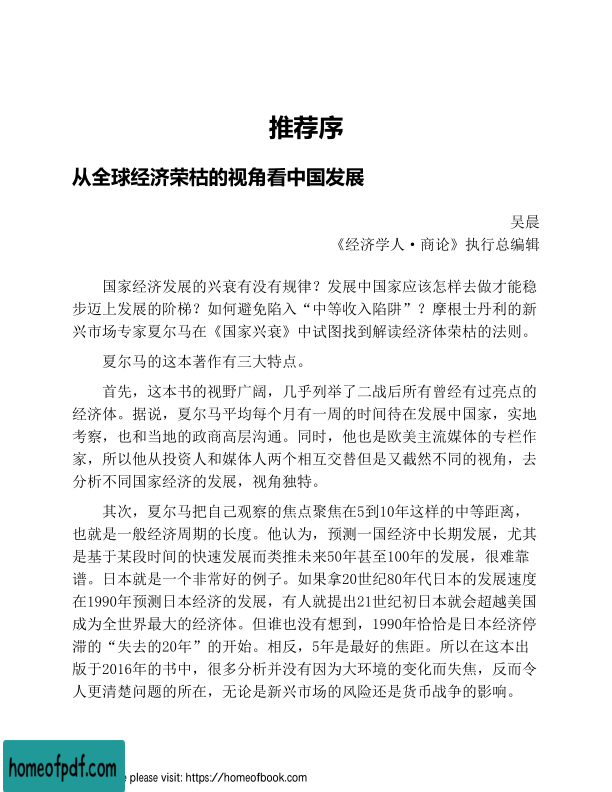 推荐序
从全球经济荣枯的视角看中国发展
吴晨
《经济学人·商论》执行总编辑
国家经济发展的兴衰有没有规律？发展中国家应该怎样去做才能稳
步迈上发展的阶梯？如何避免陷入“中等收入陷阱”？摩根士丹利的新
兴市场专家夏尔马在《国家兴衰》中试图找到解读经济体荣枯的法则。
夏尔马的这本著作有三大特点。
首先，这本书的视野广阔，几乎列举了二战后所有曾经有过亮点的
经济体。据说，夏尔马平均每个月有一周的时间待在发展中国家，实地
考察，也和当地的政商高层沟通。同时，他也是欧美主流媒体的专栏作
家，所以他从投资人和媒体人两个相互交替但是又截然不同的视角，去
分析不同国家经济的发展，视角独特。
其次，夏尔马把自己观察的焦点聚焦在5到10年这样的中等距离，
也就是一般经济周期的长度。他认为，预测一国经济中长期发展，尤其
是基于某段时间的快速发展而类推未来50年甚至100年的发展，很难靠
谱。日本就是一个非常好的例子。如果拿20世纪80年代日本的发展速度
在1990年预测日本经济的发展，有人就提出21世纪初日本就会超越美国
成为全世界最大的经济体。但谁也没有想到，1990年恰恰是日本经济停
滞的“失去的20年”的开始。相反，5年是最好的焦距。所以在这本出
版于2016年的书中，很多分析并没有因为大环境的变化而失焦，反而令
人更清楚问题的所在，无论是新兴市场的风险还是货币战争的影响。
homeofpdf.com
e please visit: https://homeofbook.com